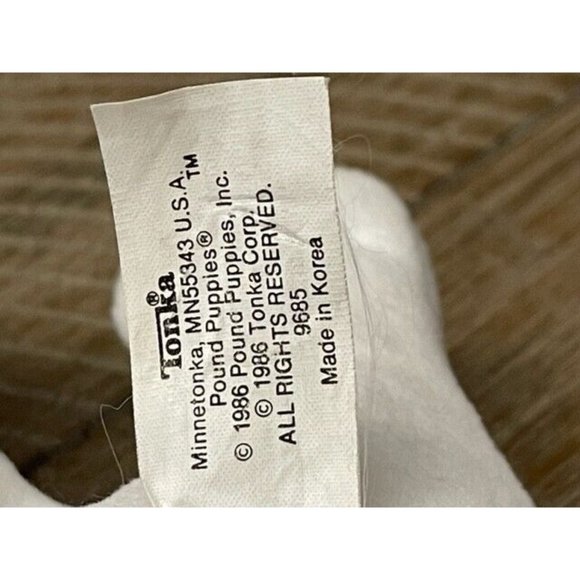 Tonka®
Minnetonka, MN55343 U.S.A.™
Pound Puppies®
© 1986 Pound Puppies, Inc.
© 1986 Tonka Corp.
ALL RIGHTS RESERVED.
9685
Made in Korea